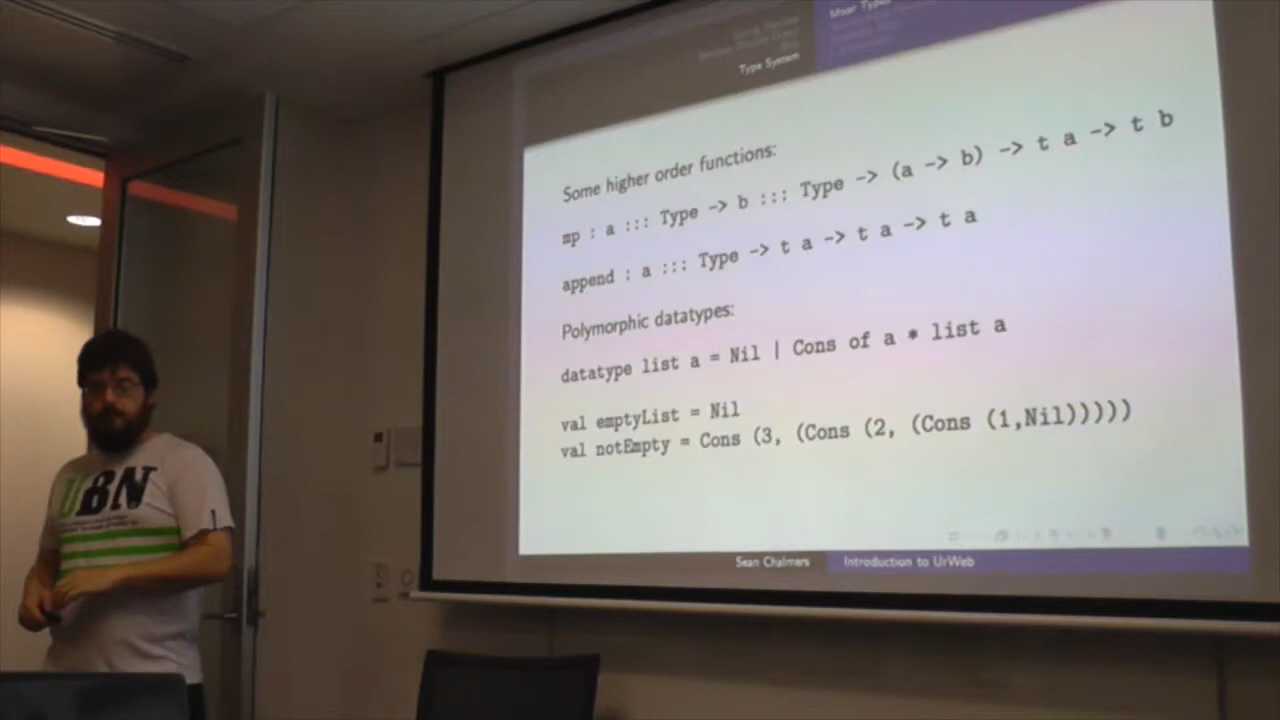 Type System
Some higher order functions:
mp : a ::: Type -> b ::: Type -> (a -> b) -> t a -> t b
append : a ::: Type -> t a -> t a -> t a
Polymorphic datatypes:
datatype list a = Nil | Cons of a * list a
val emptyList = Nil
val notEmpty = Cons (3, (Cons (2, (Cons (1,Nil)))))
Sean Chalmers
Introduction to UrWeb
UBN